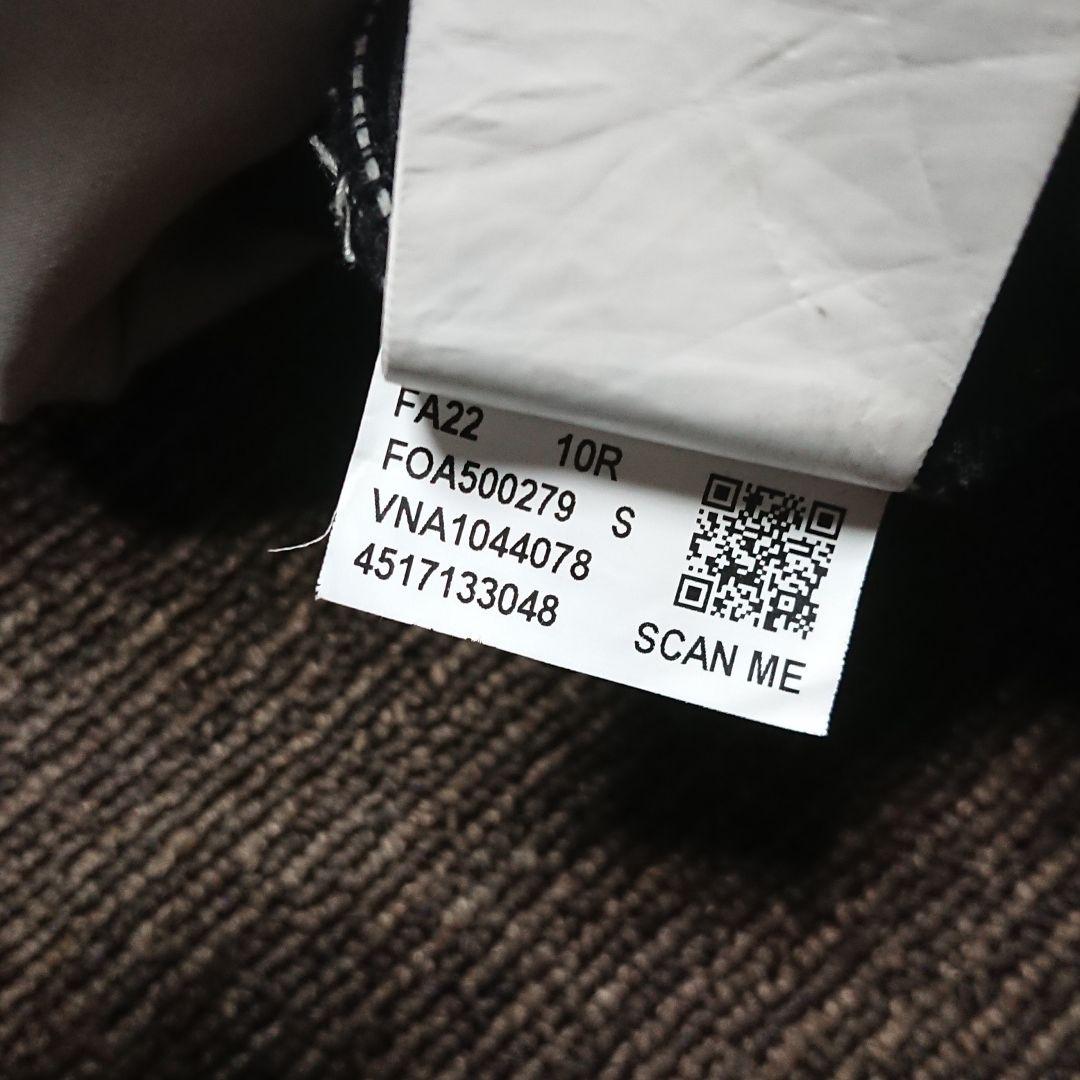 FA22 10R
FOA500279 S
VNA1044078
4517133048
SCAN ME